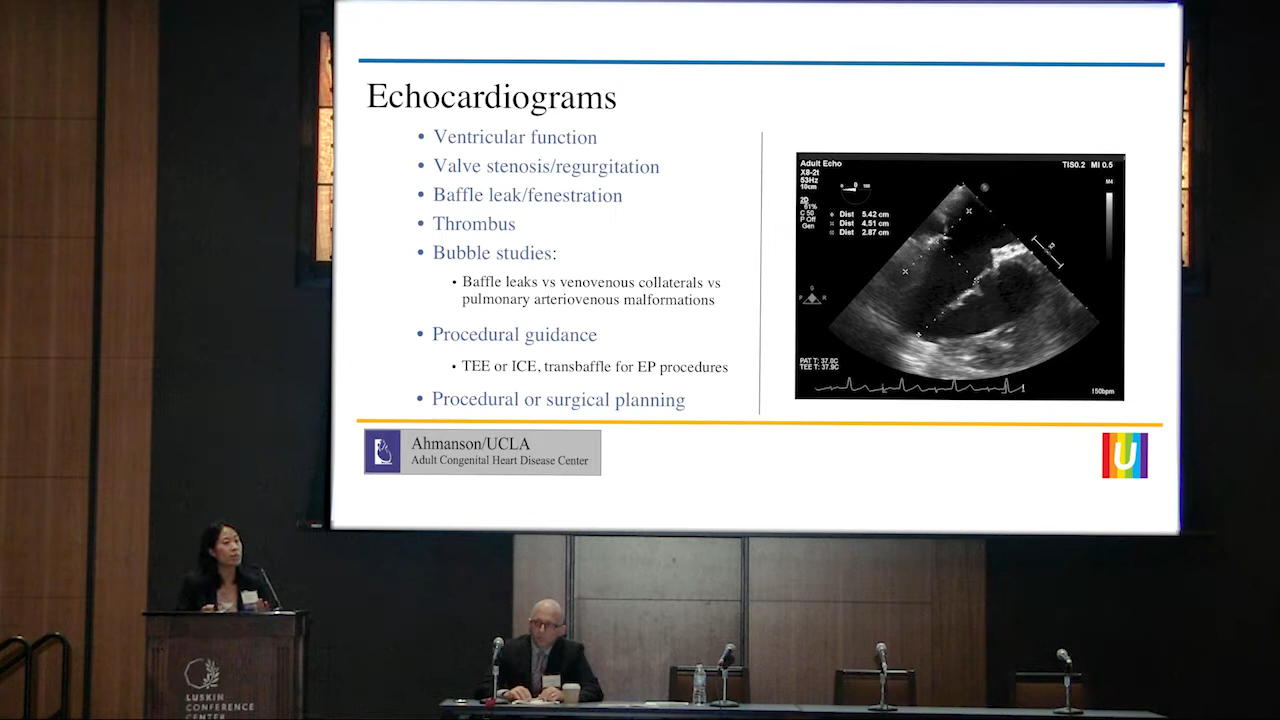 Echocardiograms
• Ventricular function
• Valve stenosis/regurgitation
• Baffle leak/fenestration
• Thrombus
• Bubble studies:
• Baffle leaks vs venovenous collaterals vs
pulmonary arteriovenous malformations
• Procedural guidance
• TEE or ICE, transbaffle for EP procedures
• Procedural or surgical planning
Adult Echo
X8-2t
53Hz
10cm
2D
61%
C 50
P Off
Gen
0 0 180
Dist 5.42 cm
Dist 4.51 cm
Dist 2.87 cm
TIS0.2 MI 0.5
M4
G
P R
PAT T: 37.0C
TEE T: 37.9C
150bpm
Ahmanson/UCLA
Adult Congenital Heart Disease Center
U
LUSKIN
CONFERENCE
CENTER